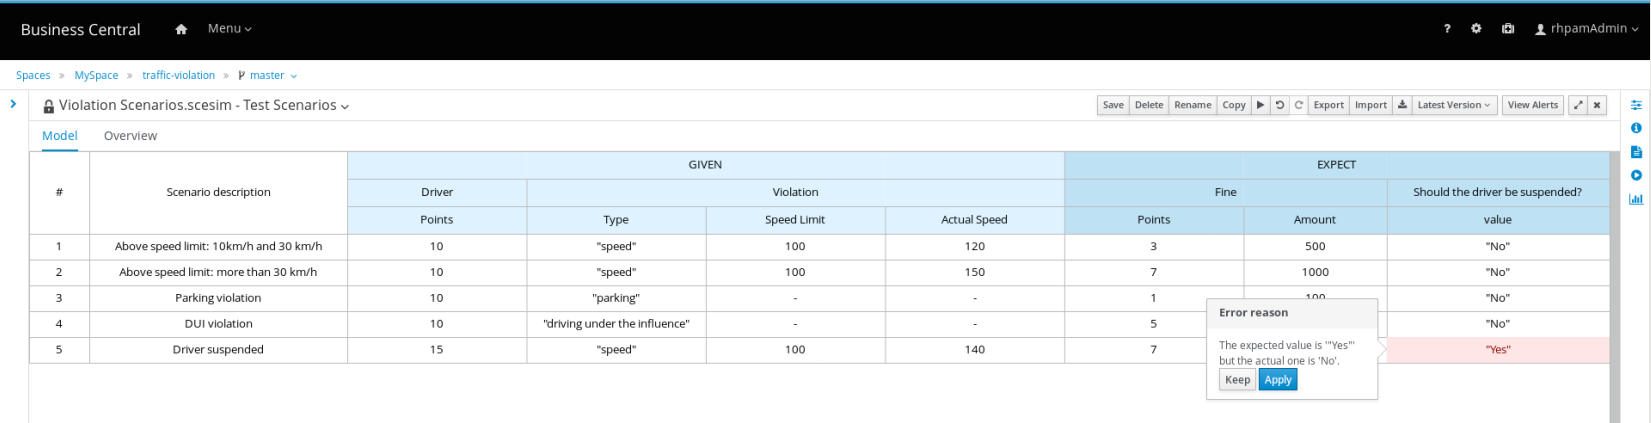 Business Central Menu ? rhpamAdmin
Spaces » MySpace » traffic-violation » master
Violation Scenarios.scesim - Test Scenarios Save Delete Rename Copy Export Import Latest Version View Alerts
Model Overview
GIVEN EXPECT
# Scenario description Driver Violation Fine Should the driver be suspended?
Points Type Speed Limit Actual Speed Points Amount value
1 Above speed limit: 10km/h and 30 km/h 10 "speed" 100 120 3 500 "No"
2 Above speed limit: more than 30 km/h 10 "speed" 100 150 7 1000 "No"
3 Parking violation 10 "parking" - - 1 100 "No"
4 DUI violation 10 "driving under the influence" - - 5 "No"
5 Driver suspended 15 "speed" 100 140 7 "Yes"
Error reason
The expected value is '"Yes"'
but the actual one is 'No'.
Keep Apply